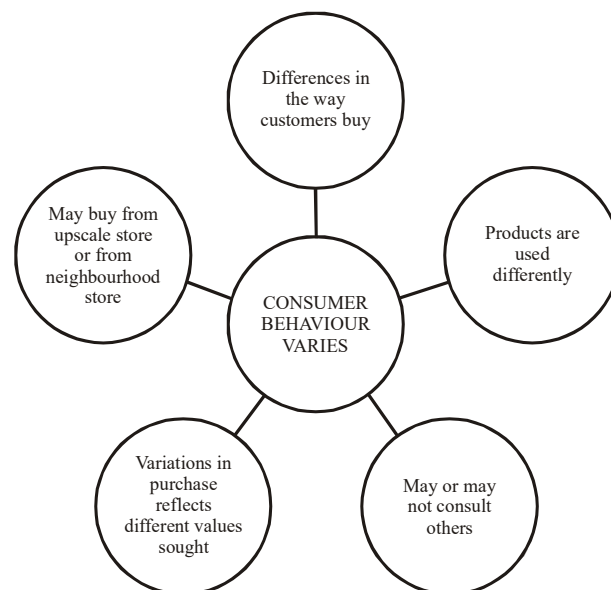 Differences in
the way
customers buy
May buy from
upscale store
or from
neighbourhood
store
Products are
used
differently
CONSUMER
BEHAVIOUR
VARIES
Variations in
purchase
reflects
different values
sought
May or may
not consult
others